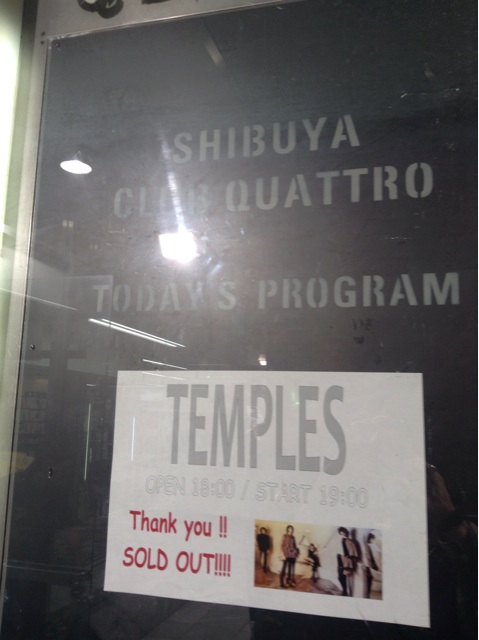 SHIBUYA
CLUB QUATTRO
TODAY'S PROGRAM
TEMPLES
OPEN 18:00 / START 19:00
Thank you !!
SOLD OUT!!!!